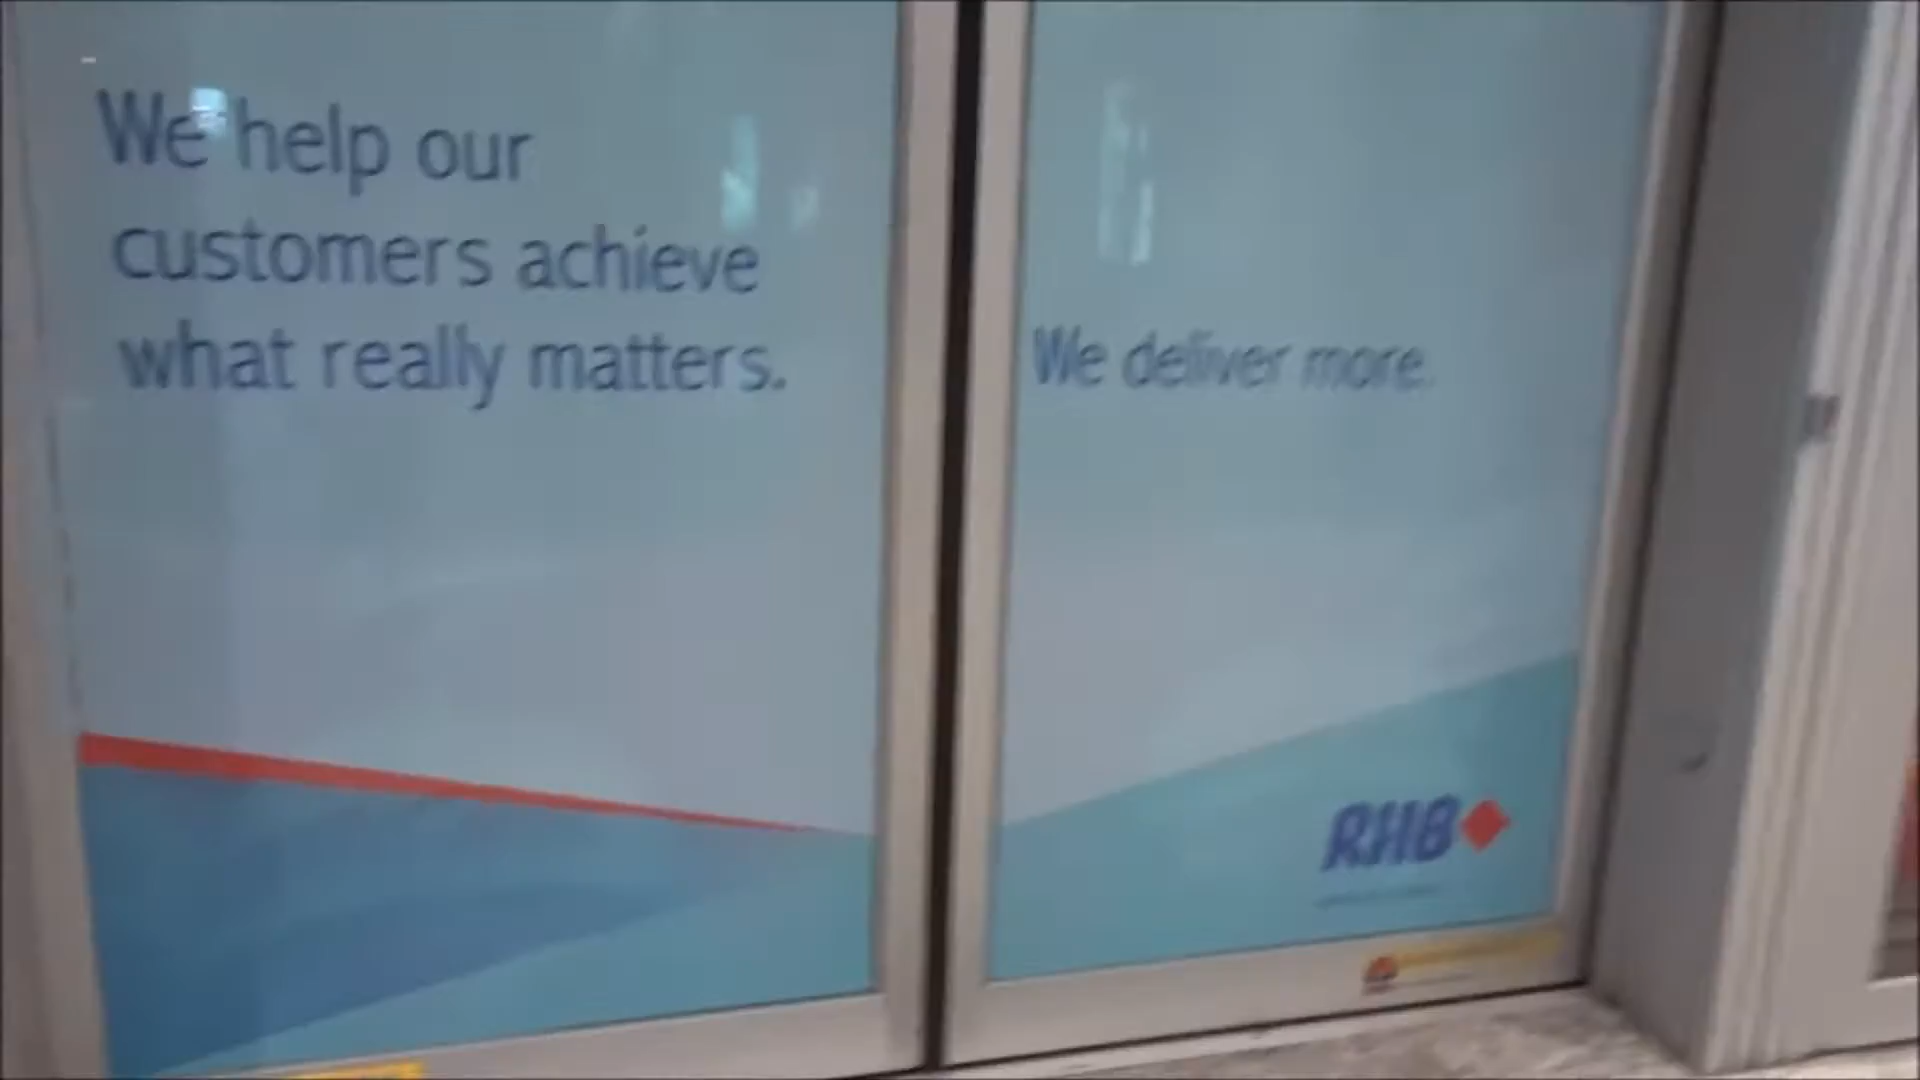 We help our
customers achieve
what really matters.
We deliver more.
RHB